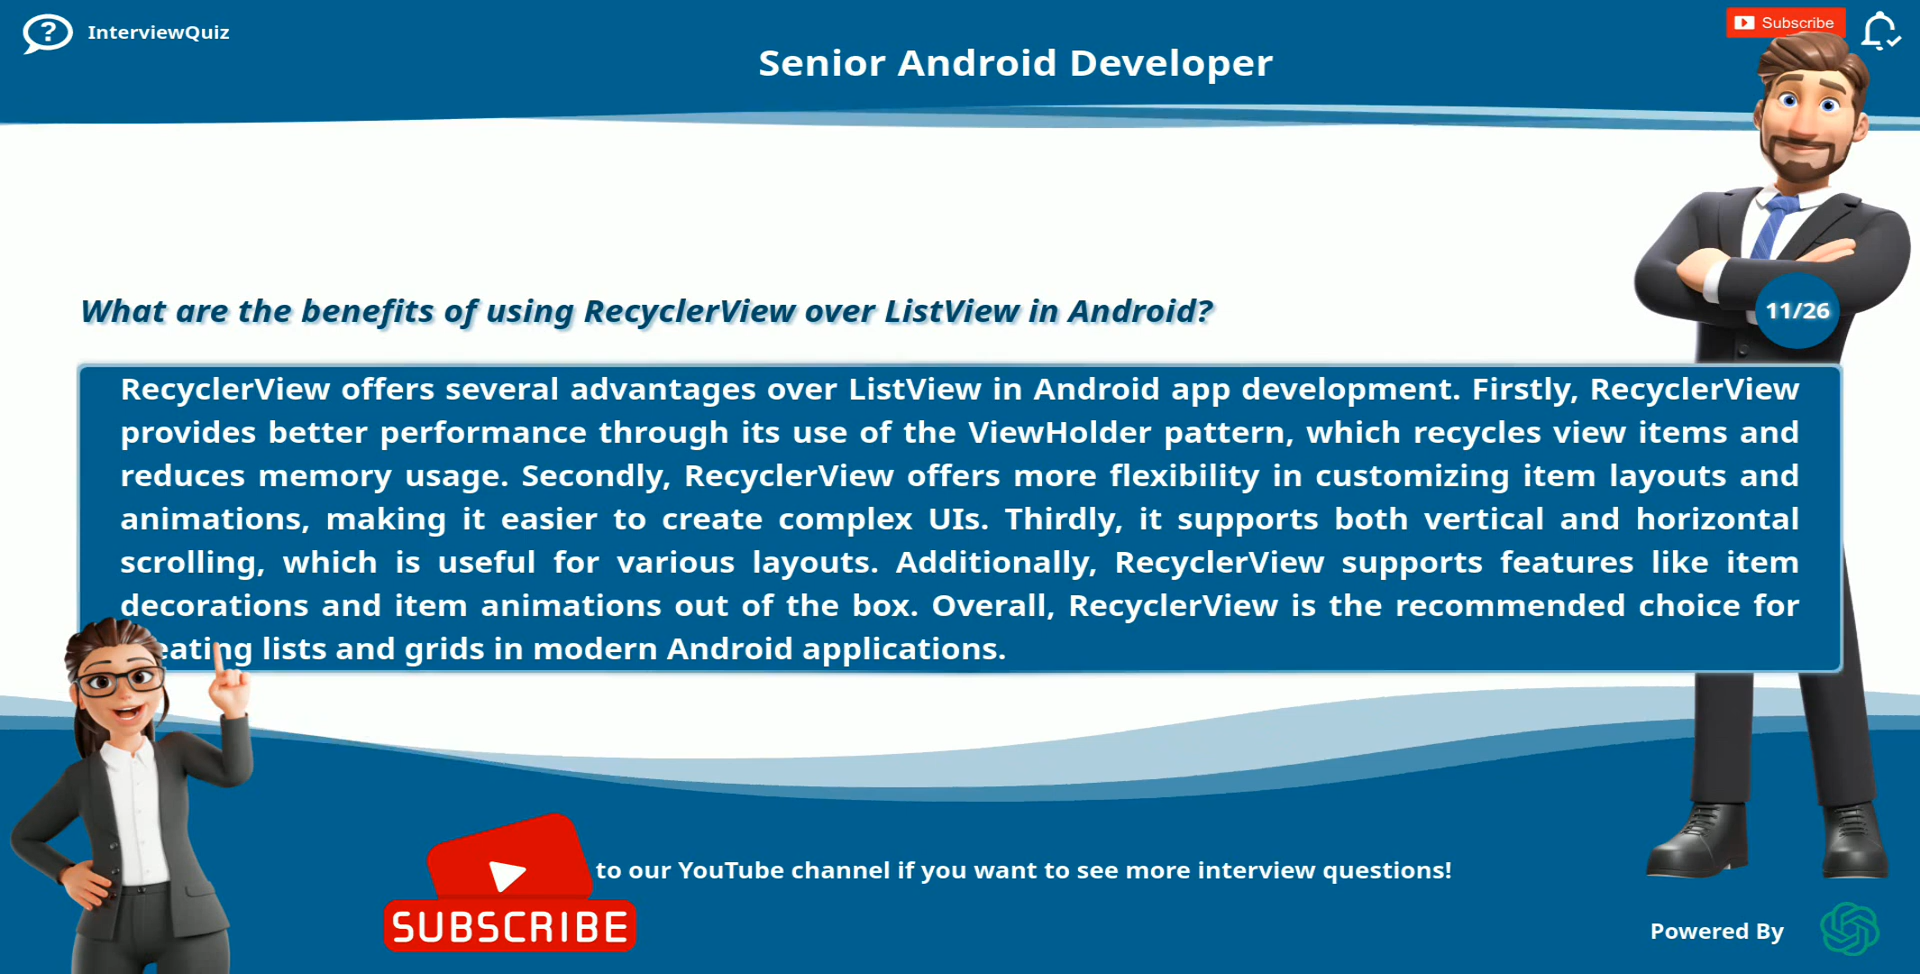 InterviewQuiz
Subscribe
Senior Android Developer
What are the benefits of using RecyclerView over ListView in Android?
11/26
RecyclerView offers several advantages over ListView in Android app development. Firstly, RecyclerView
provides better performance through its use of the ViewHolder pattern, which recycles view items and
reduces memory usage. Secondly, RecyclerView offers more flexibility in customizing item layouts and
animations, making it easier to create complex UIs. Thirdly, it supports both vertical and horizontal
scrolling, which is useful for various layouts. Additionally, RecyclerView supports features like item
decorations and item animations out of the box. Overall, RecyclerView is the recommended choice for
eating lists and grids in modern Android applications.
to our YouTube channel if you want to see more interview questions!
SUBSCRIBE
Powered By